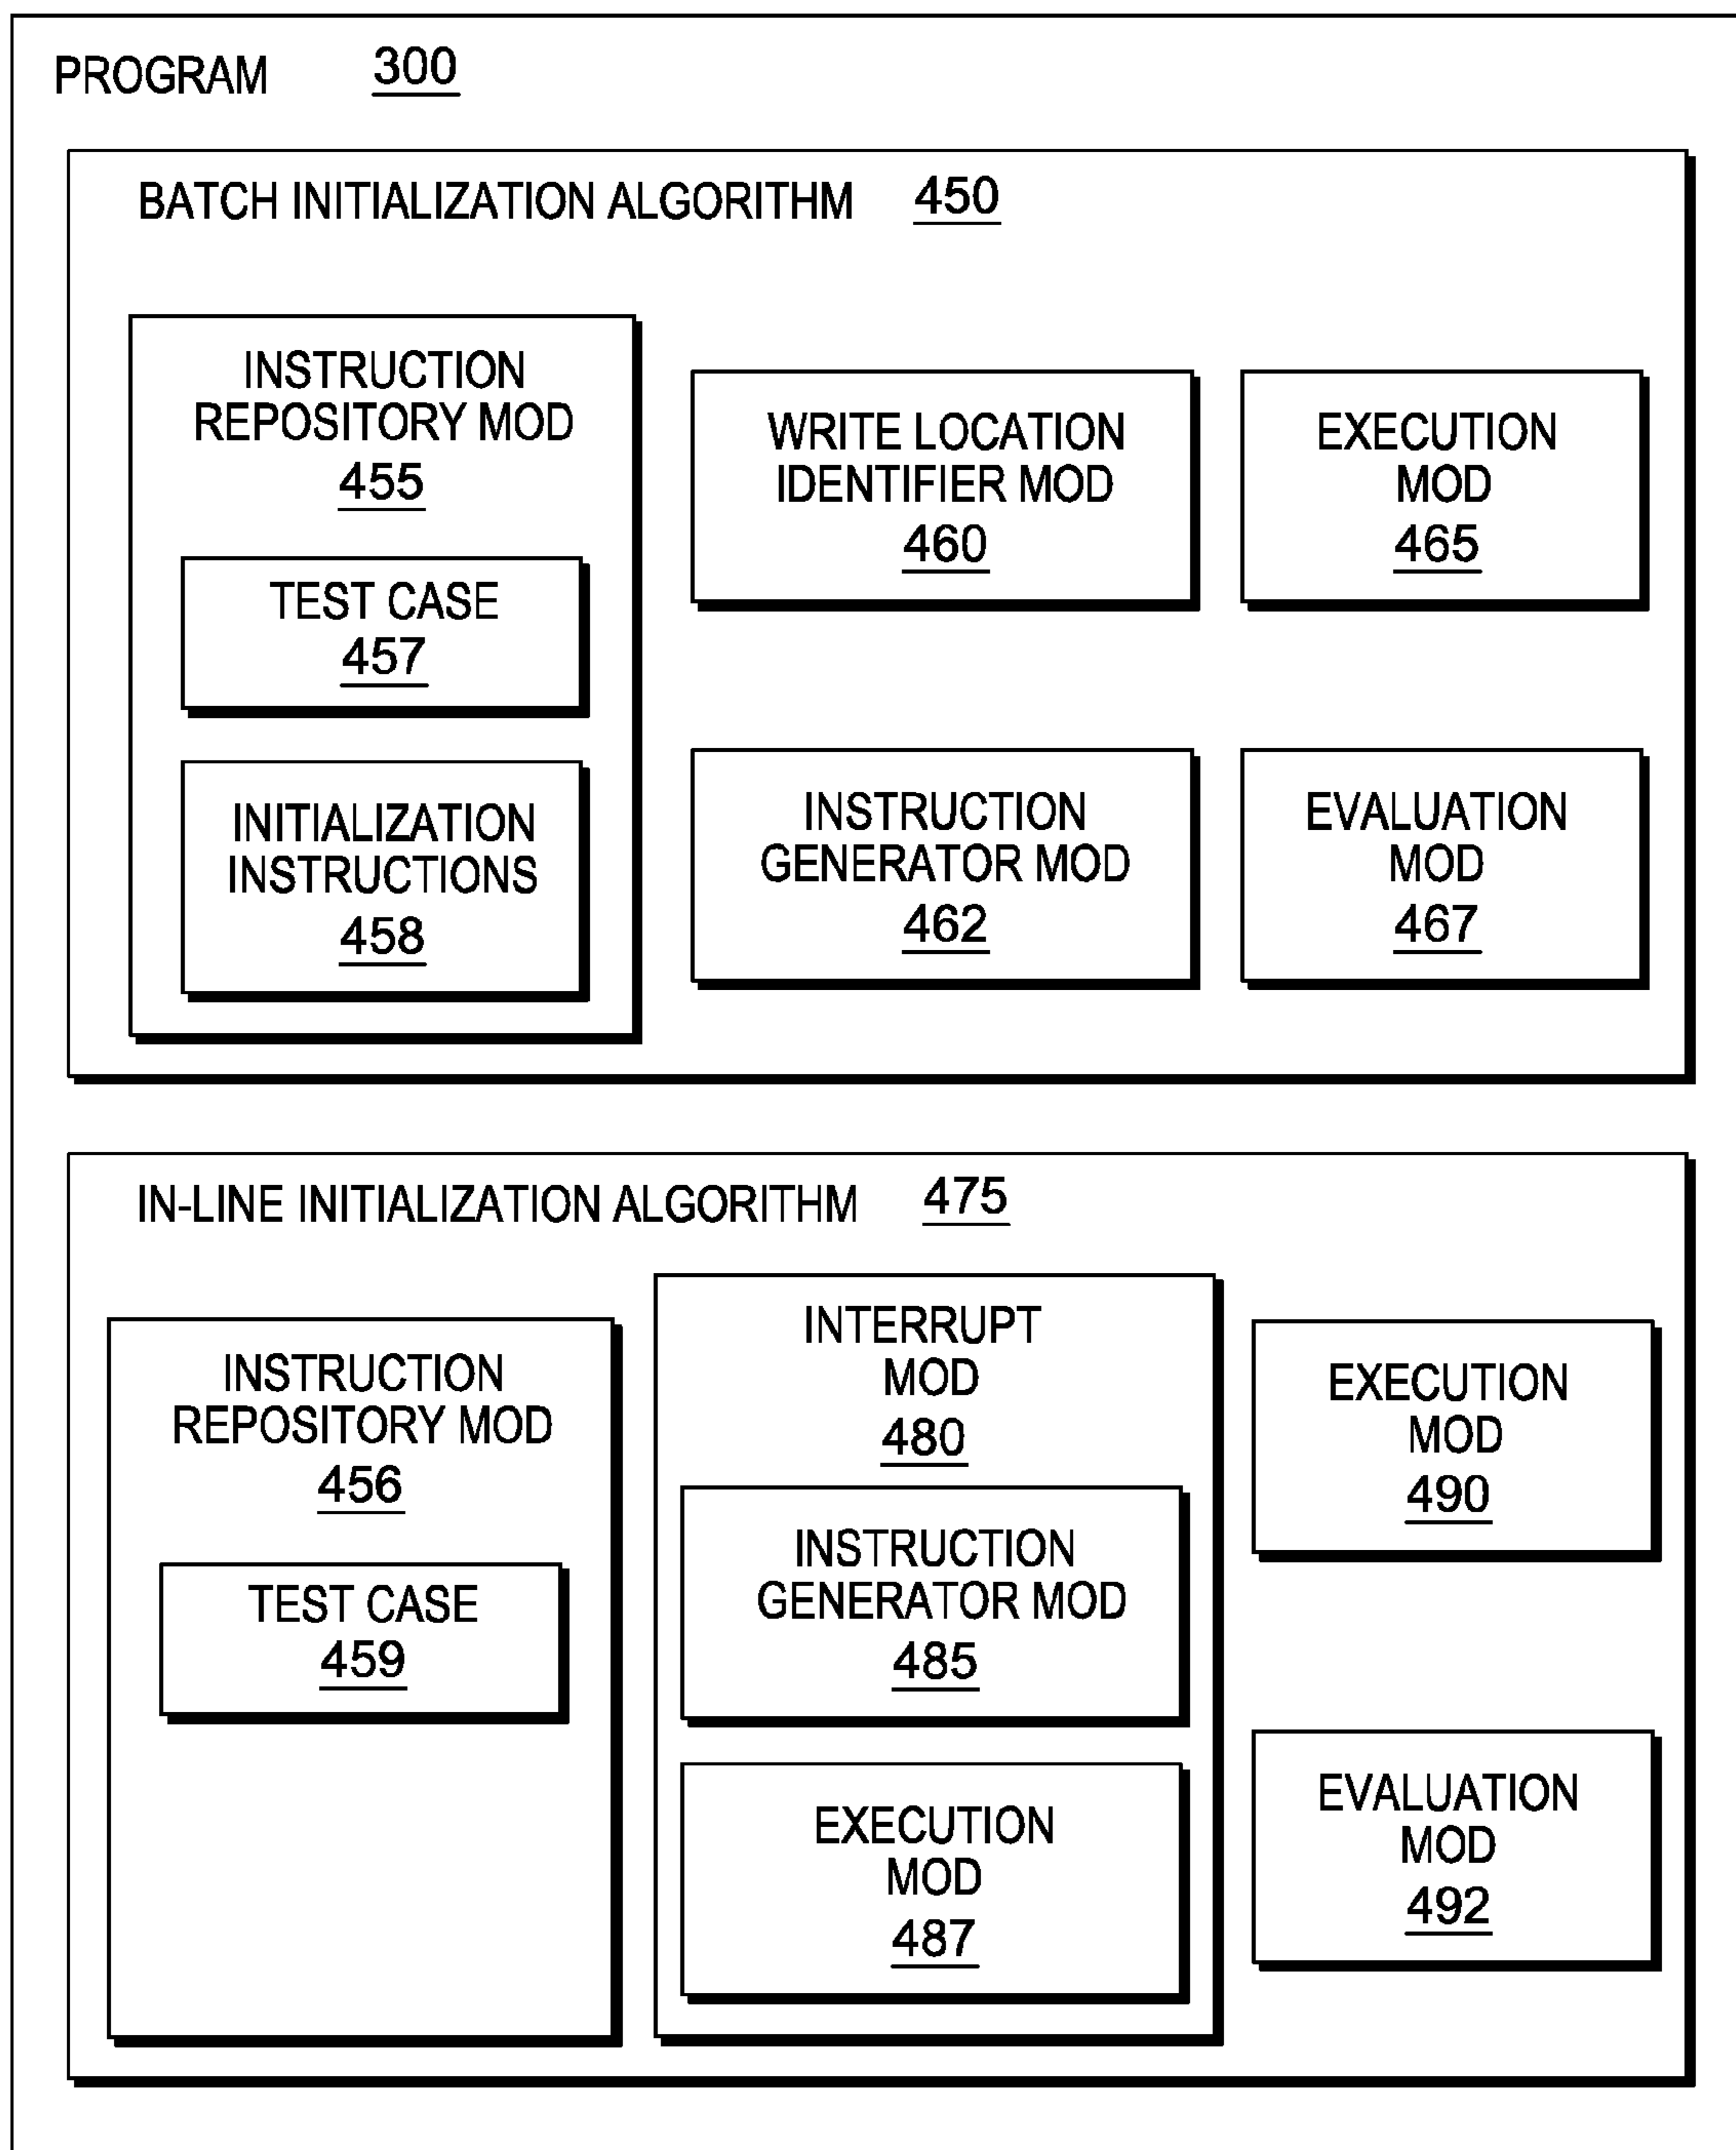 PROGRAM 300
BATCH INITIALIZATION ALGORITHM 450
INSTRUCTION
REPOSITORY MOD
455
TEST CASE
457
INITIALIZATION
INSTRUCTIONS
458
WRITE LOCATION
IDENTIFIER MOD
460
EXECUTION
MOD
465
INSTRUCTION
GENERATOR MOD
462
EVALUATION
MOD
467
IN-LINE INITIALIZATION ALGORITHM 475
INSTRUCTION
REPOSITORY MOD
456
TEST CASE
459
INTERRUPT
MOD
480
INSTRUCTION
GENERATOR MOD
485
EXECUTION
MOD
487
EXECUTION
MOD
490
EVALUATION
MOD
492